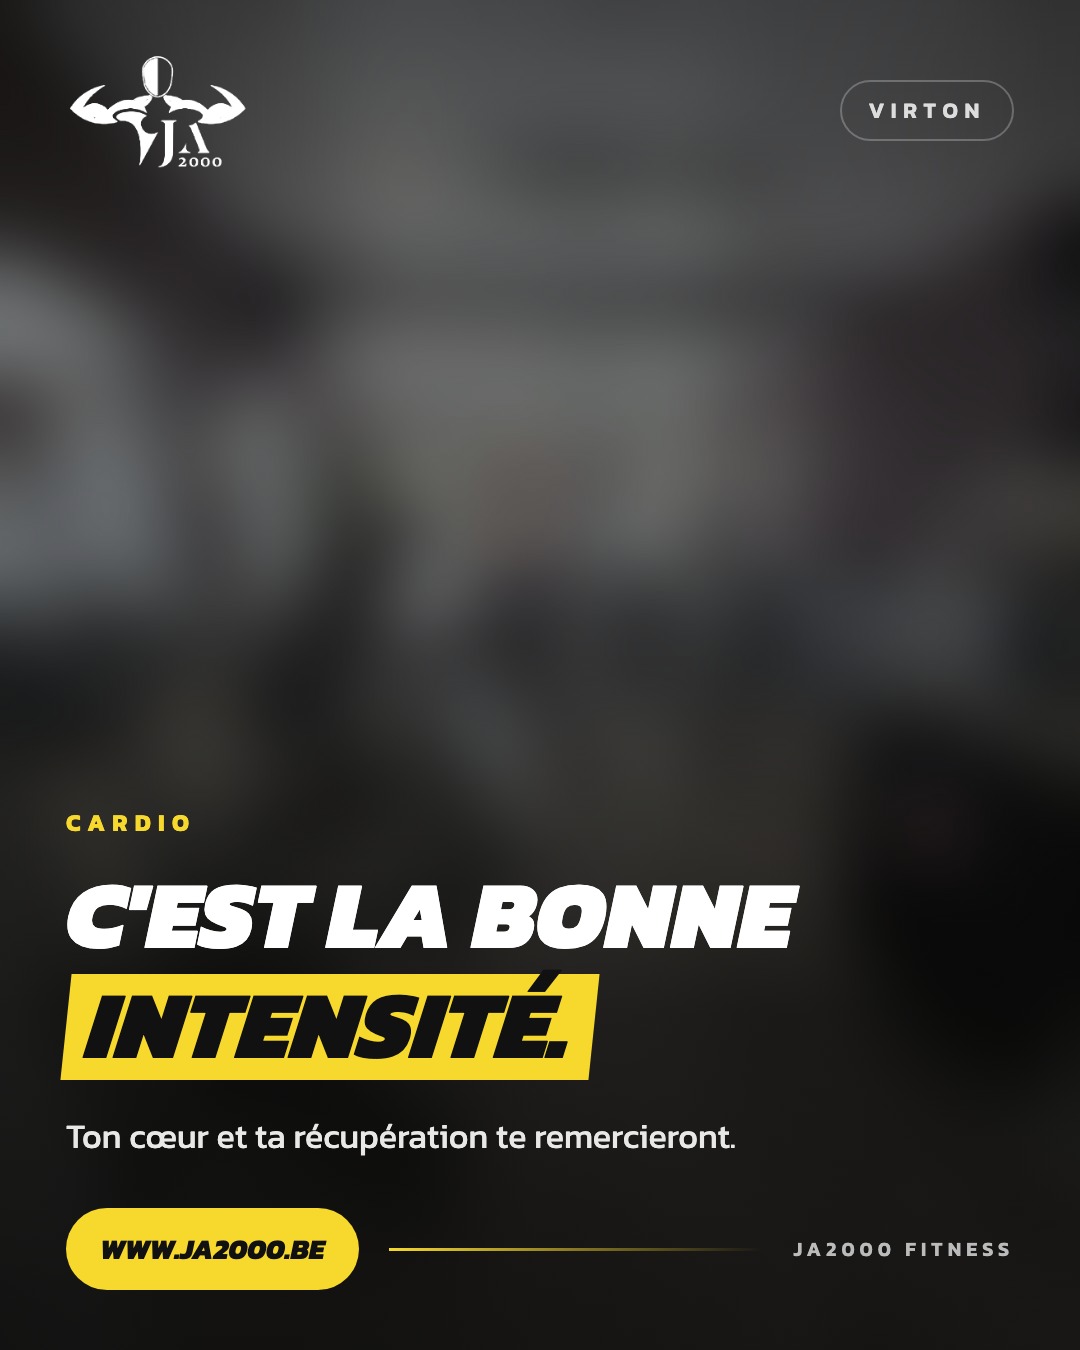 JA
2000
VIRTON
CARDIO
C'EST LA BONNE
INTENSITÉ.
Ton cœur et ta récupération te remercieront.
WWW.JA2000.BE
JA2000 FITNESS